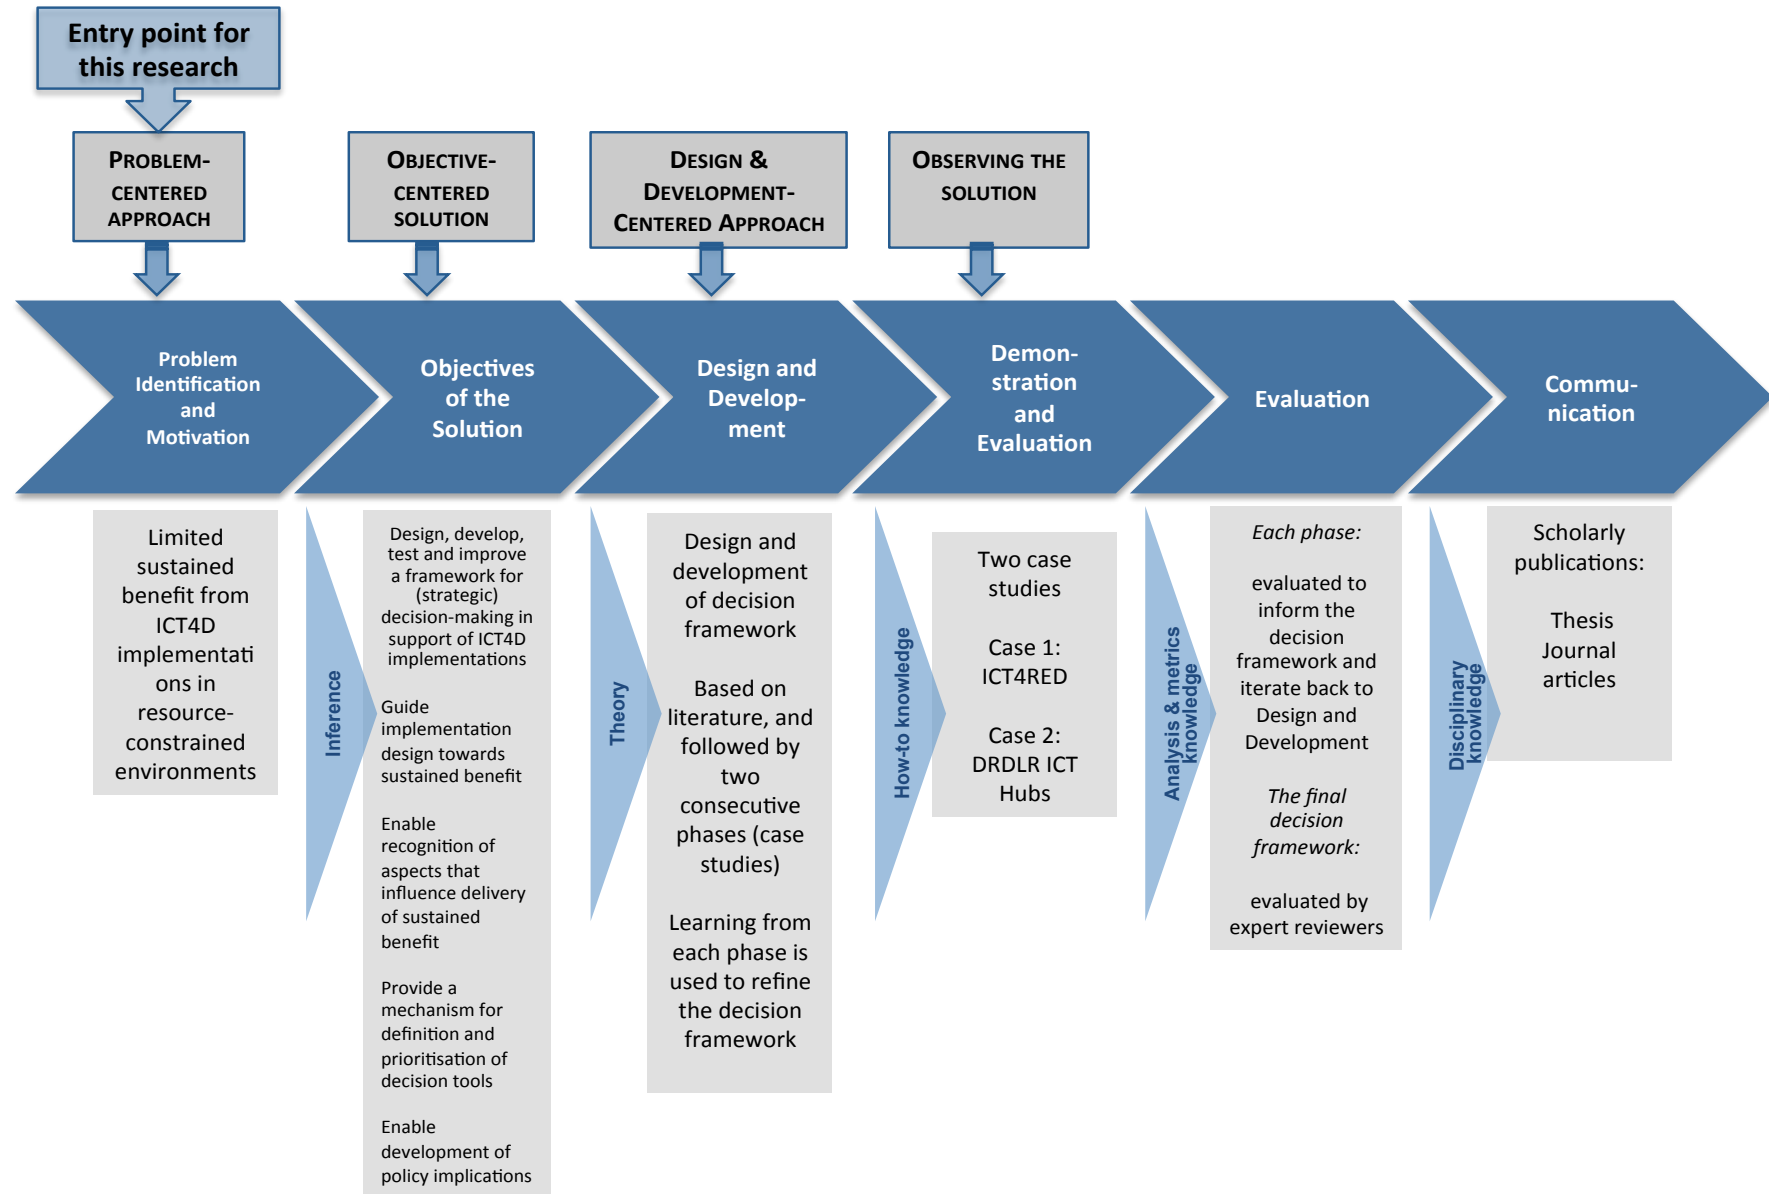 Entry point for
this research
PROBLEM-
CENTERED
APPROACH
OBJECTIVE-
CENTERED
SOLUTION
DESIGN &
DEVELOPMENT-
CENTERED APPROACH
OBSERVING THE
SOLUTION
Problem
Identification
and
Motivation
Objectives
of the
Solution
Design and
Develop-
ment
Demon-
stration
and
Evaluation
Evaluation
Commu-
nication
Limited
sustained
benefit from
ICT4D
implementati
ons in
resource-
constrained
environments
Inference
Design, develop,
test and improve
a framework for
(strategic)
decision-making in
support of ICT4D
implementations
Guide
implementation
design towards
sustained benefit
Enable
recognition of
aspects that
influence delivery
of sustained
benefit
Provide a
mechanism for
definition and
prioritisation of
decision tools
Enable
development of
policy implications
Theory
Design and
development
of decision
framework
Based on
literature, and
followed by
two
consecutive
phases (case
studies)
Learning from
each phase is
used to refine
the decision
framework
How-to knowledge
Two case
studies
Case 1:
ICT4RED
Case 2:
DRDLR ICT
Hubs
Analysis & metrics
knowledge
Each phase:
evaluated to
inform the
decision
framework and
iterate back to
Design and
Development
The final
decision
framework:
evaluated by
expert reviewers
Disciplinary
knowledge
Scholarly
publications:
Thesis
Journal
articles